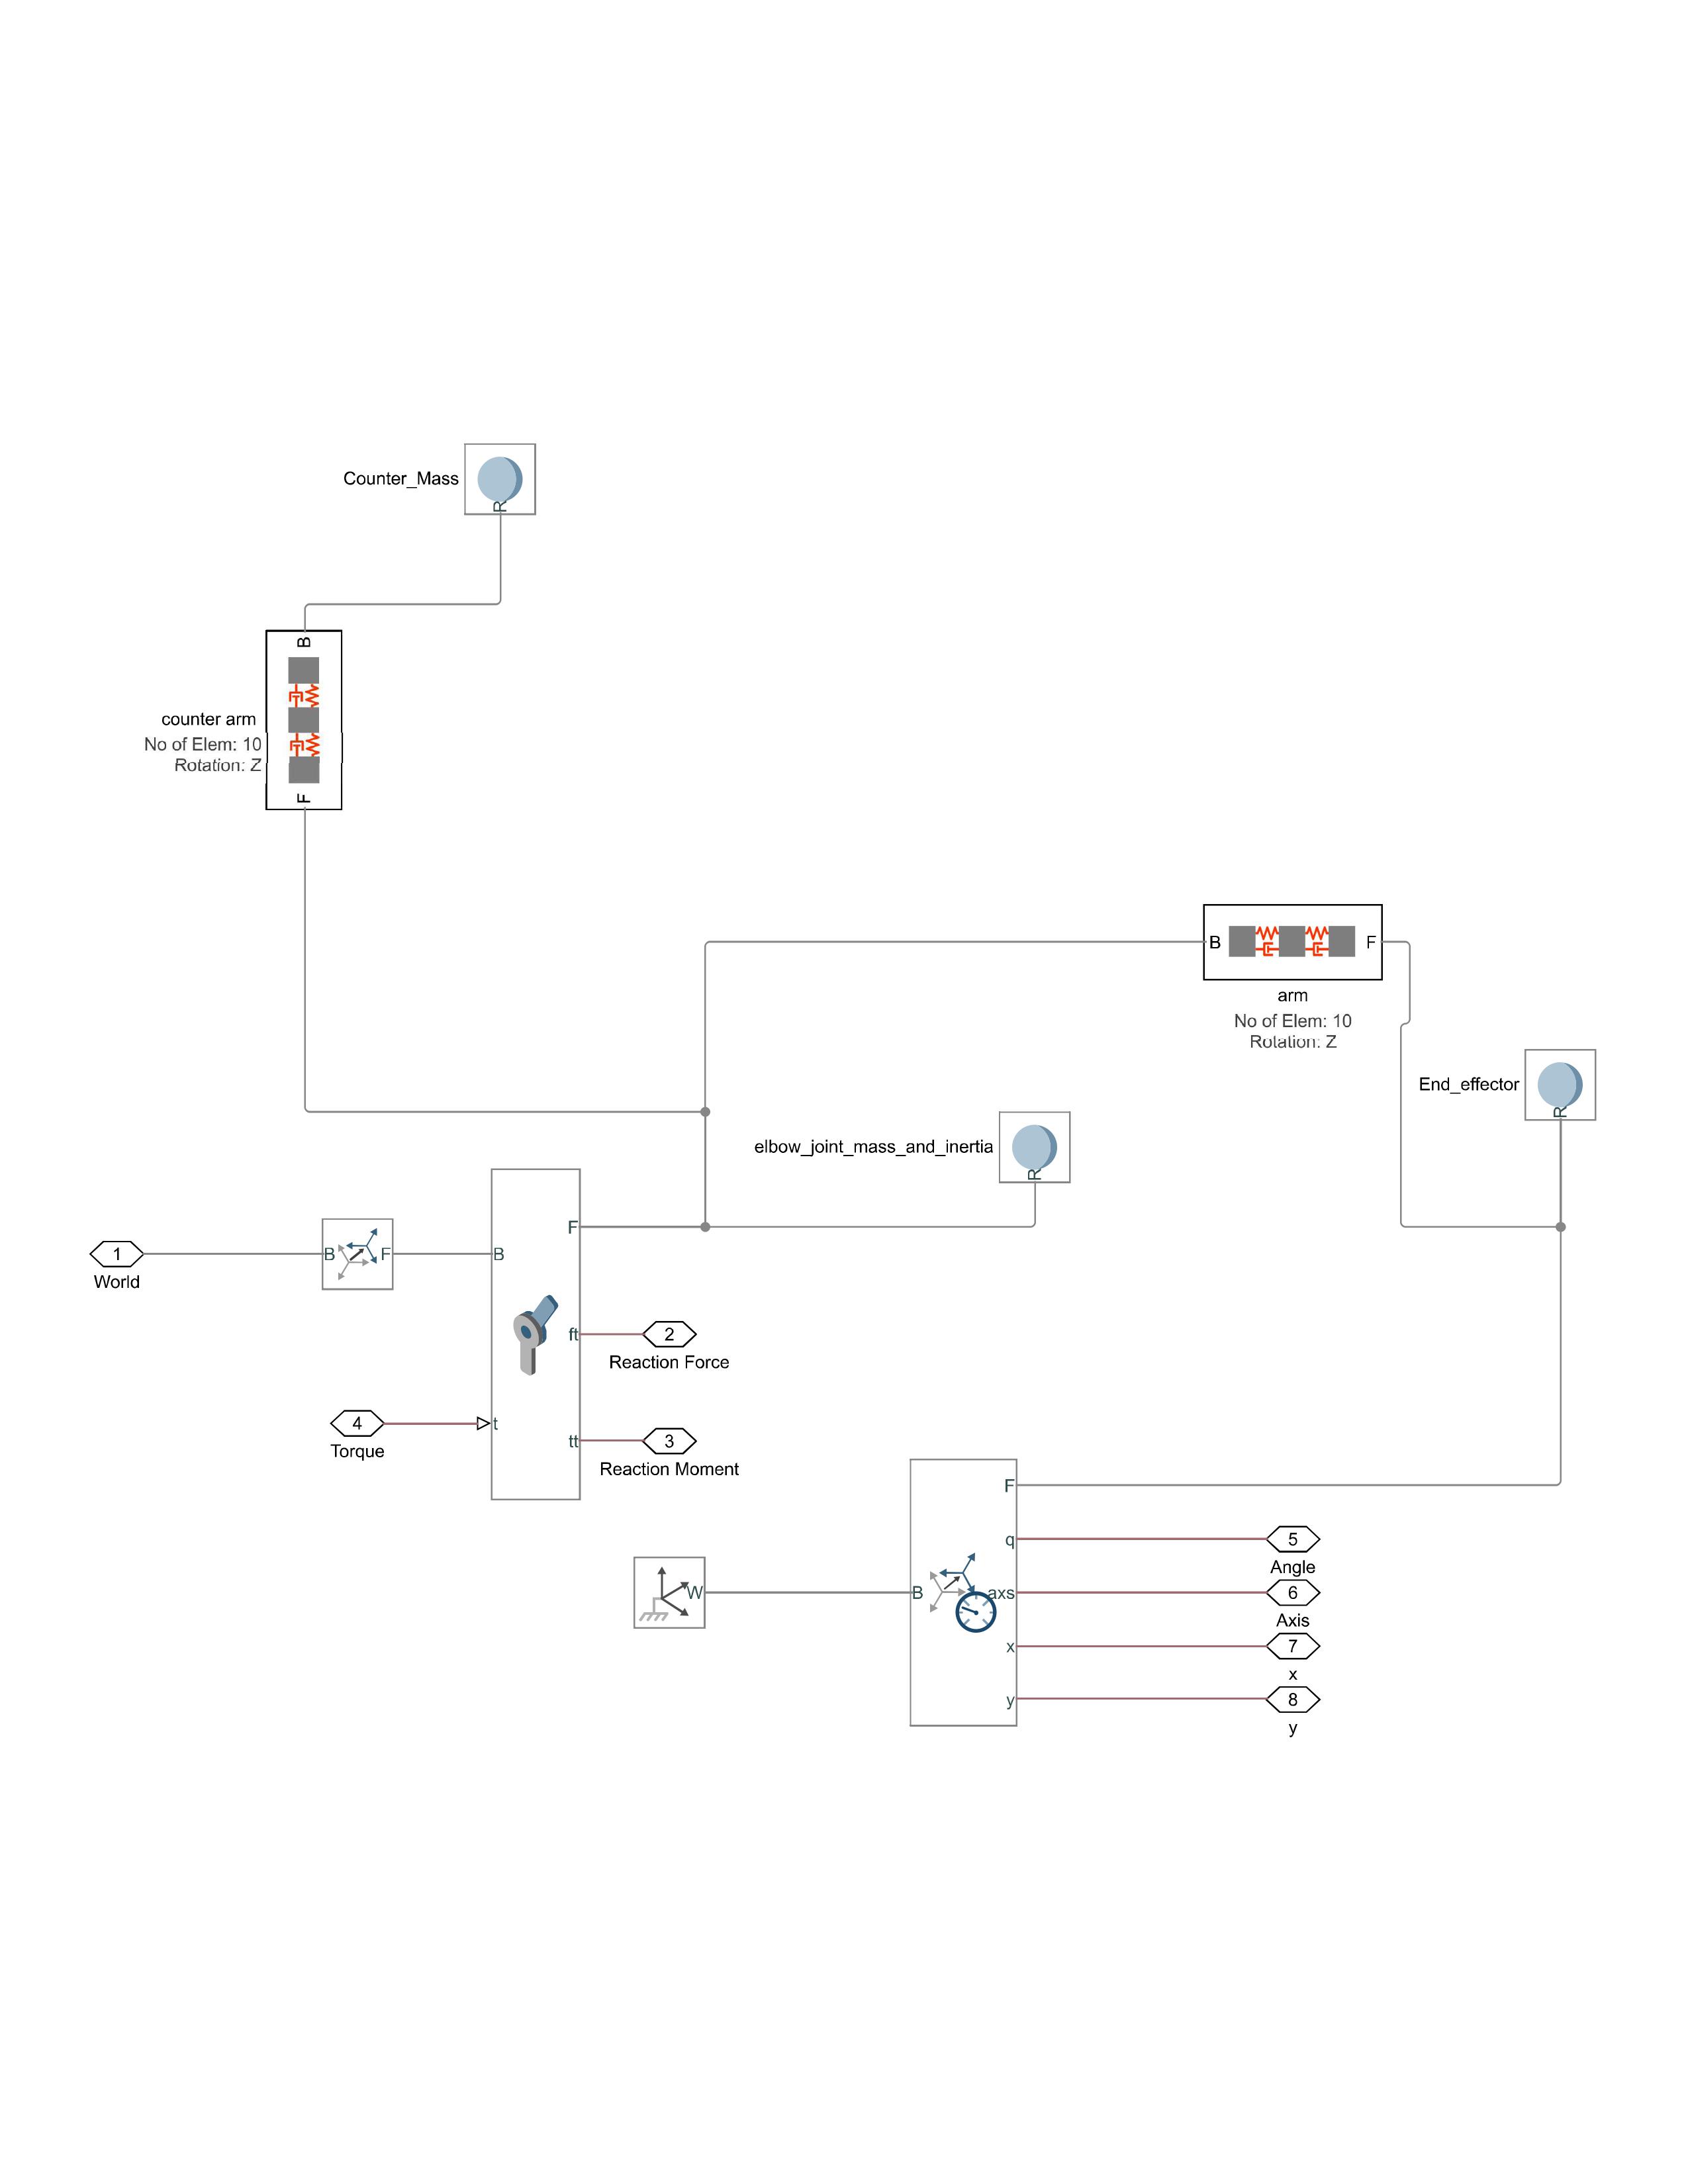 Counter_Mass
R
B
counter arm
No of Elem: 10
Rotation: Z
F
B
F
arm
No of Elem: 10
Rotation: Z
End_effector
R
elbow_joint_mass_and_inertia
R
1
World
B
F
B
F
ft
2
Reaction Force
4
Torque
t
tt
3
Reaction Moment
F
q
5
Angle
W
B
axs
6
Axis
x
7
x
y
8
y